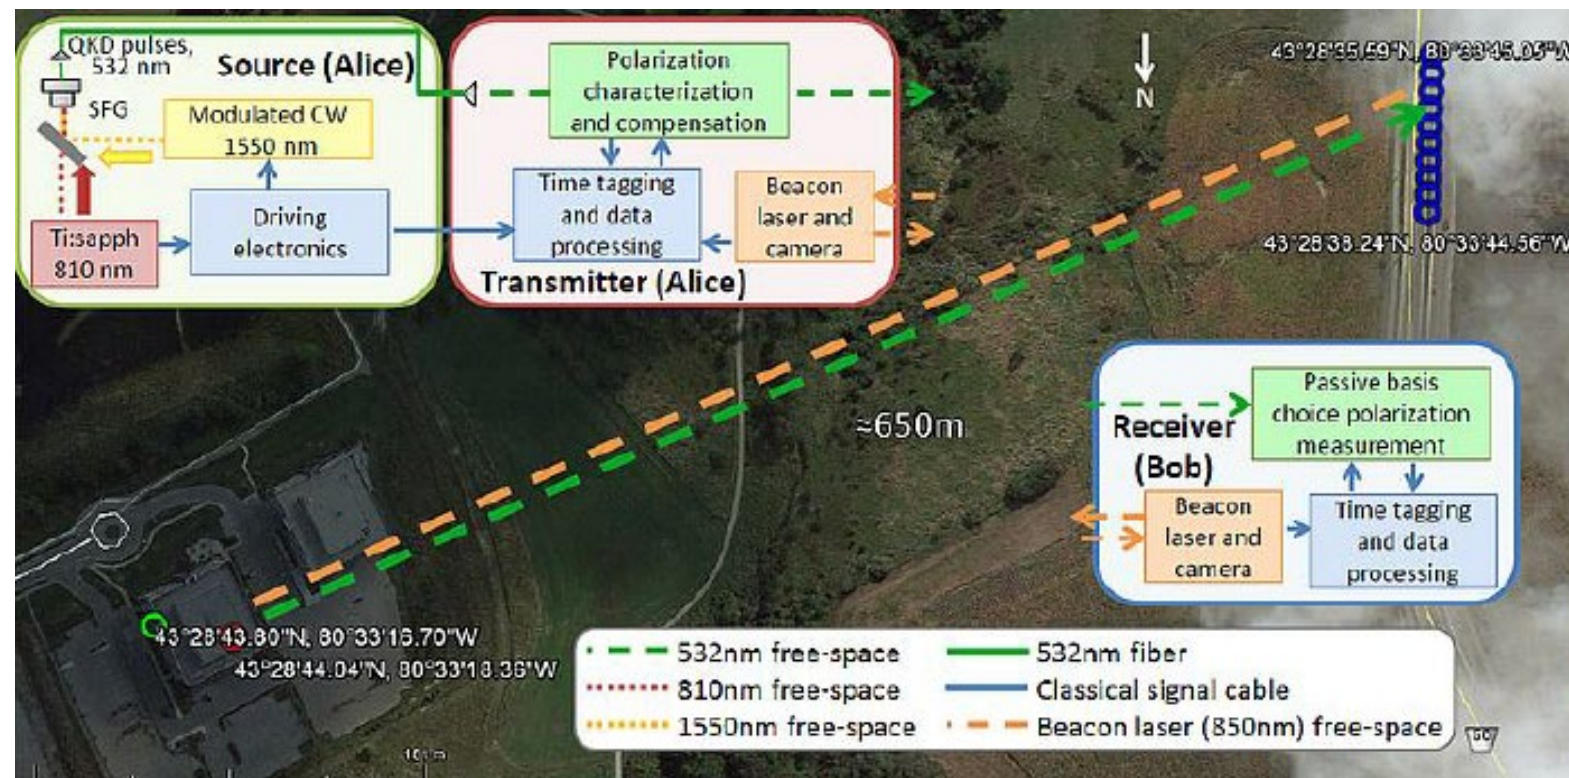 QKD pulses,
532 nm
Source (Alice)
SFG
Modulated CW
1550 nm
Driving
electronics
Ti:sapph
810 nm
Polarization
characterization
and compensation
Time tagging
and data
processing
Beacon
laser and
camera
Transmitter (Alice)
N
43°28'35.59"N, 80°33'45.05"W
43°28'38.24"N, 80°33'44.56"W
≈650m
Receiver
(Bob)
Passive basis
choice polarization
measurement
Beacon
laser and
camera
Time tagging
and data
processing
43°28'43.80"N, 80°33'16.70"W
43°28'44.04"N, 80°33'18.36"W
532nm free-space
532nm fiber
810nm free-space
Classical signal cable
1550nm free-space
Beacon laser (850nm) free-space